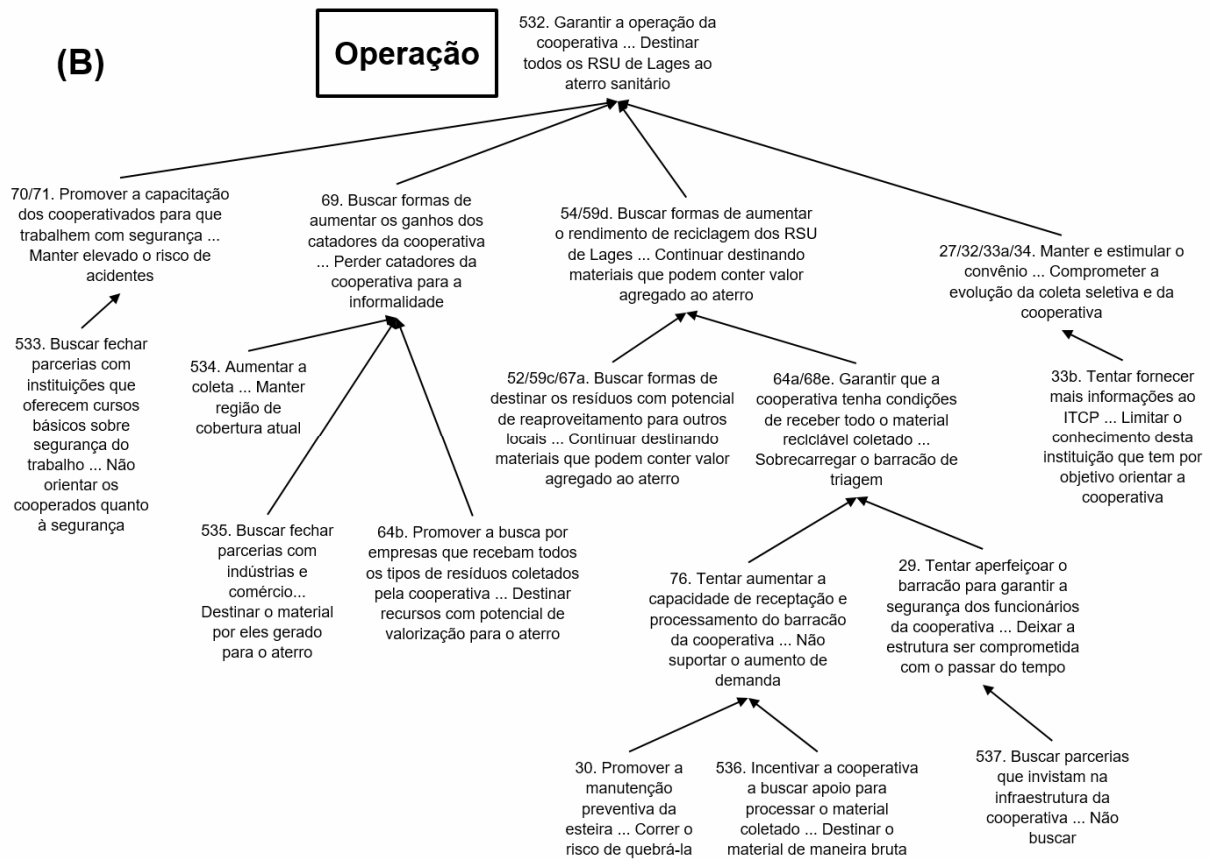 (B)
Operação
532. Garantir a operação da
cooperativa ... Destinar
todos os RSU de Lages ao
aterro sanitário
70/71. Promover a capacitação
dos cooperativados para que
trabalhem com segurança ...
Manter elevado o risco de
acidentes
69. Buscar formas de
aumentar os ganhos dos
catadores da cooperativa
... Perder catadores da
cooperativa para a
informalidade
54/59d. Buscar formas de aumentar
o rendimento de reciclagem dos RSU
de Lages ... Continuar destinando
materiais que podem conter valor
agregado ao aterro
27/32/33a/34. Manter e estimular o
convênio ... Comprometer a
evolução da coleta seletiva e da
cooperativa
533. Buscar fechar
parcerias com
instituições que
oferecem cursos
básicos sobre
segurança do
trabalho ... Não
orientar os
cooperados quanto
à segurança
534. Aumentar a
coleta ... Manter
região de
cobertura atual
52/59c/67a. Buscar formas de
destinar os resíduos com potencial
de reaproveitamento para outros
locais ... Continuar destinando
materiais que podem conter valor
agregado ao aterro
64a/68e. Garantir que a
cooperativa tenha condições
de receber todo o material
reciclável coletado ...
Sobrecarregar o barracão de
triagem
33b. Tentar fornecer
mais informações ao
ITCP ... Limitar o
conhecimento desta
instituição que tem por
objetivo orientar a
cooperativa
535. Buscar fechar
parcerias com
indústrias e
comércio...
Destinar o material
por eles gerado
para o aterro
64b. Promover a busca por
empresas que recebam todos
os tipos de resíduos coletados
pela cooperativa ... Destinar
recursos com potencial de
valorização para o aterro
76. Tentar aumentar a
capacidade de receptação e
processamento do barracão
da cooperativa ... Não
suportar o aumento de
demanda
29. Tentar aperfeiçoar o
barracão para garantir a
segurança dos funcionários
da cooperativa ... Deixar a
estrutura ser comprometida
com o passar do tempo
30. Promover a
manutenção
preventiva da
esteira ... Correr o
risco de quebrá-la
536. Incentivar a cooperativa
a buscar apoio para
processar o material
coletado ... Destinar o
material de maneira bruta
537. Buscar parcerias
que invistam na
infraestrutura da
cooperativa ... Não
buscar